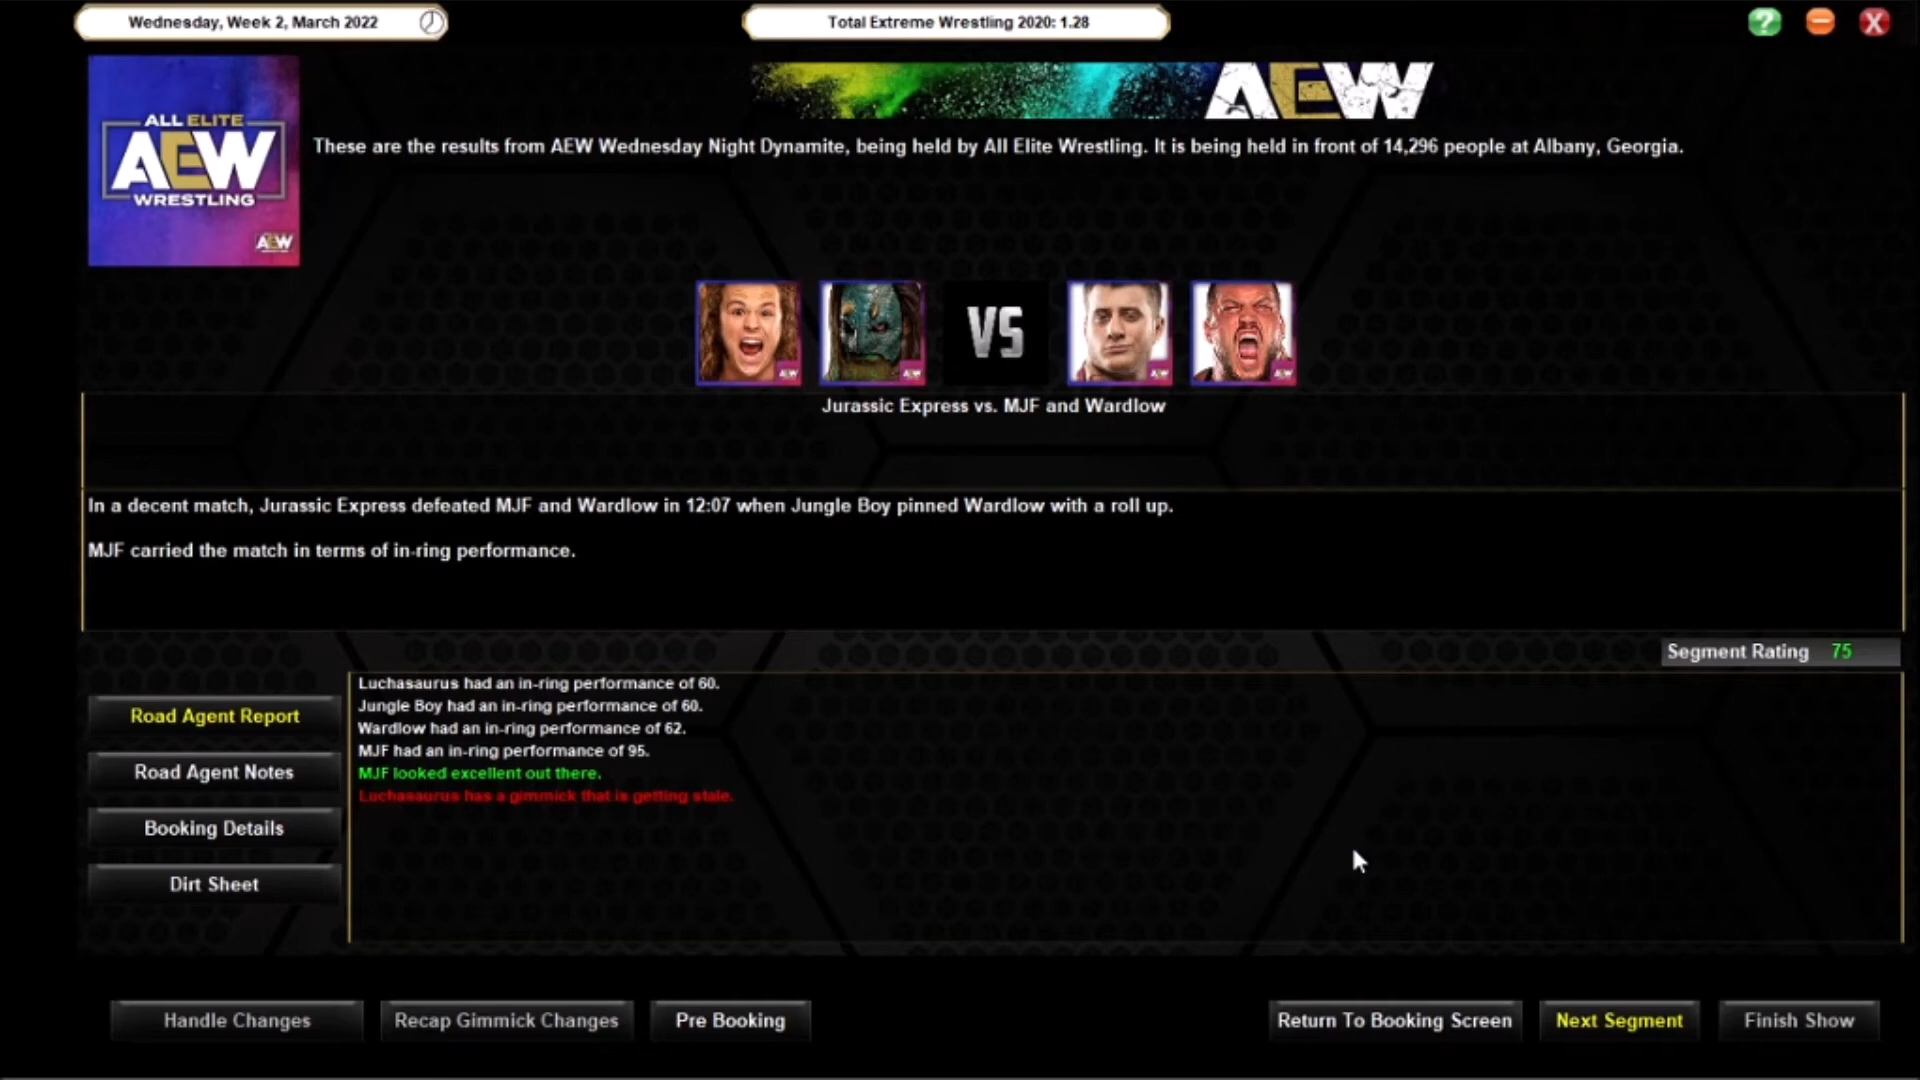 Wednesday, Week 2, March 2022
Total Extreme Wrestling 2020: 1.28
?
X
AEW
ALL ELITE
AEW
WRESTLING
AEW
These are the results from AEW Wednesday Night Dynamite, being held by All Elite Wrestling. It is being held in front of 14,296 people at Albany, Georgia.
VS
AEW
AEW
AEW
AEW
Jurassic Express vs. MJF and Wardlow
In a decent match, Jurassic Express defeated MJF and Wardlow in 12:07 when Jungle Boy pinned Wardlow with a roll up.
MJF carried the match in terms of in-ring performance.
Segment Rating 75
Road Agent Report
Road Agent Notes
Booking Details
Dirt Sheet
Luchasaurus had an in-ring performance of 60.
Jungle Boy had an in-ring performance of 60.
Wardlow had an in-ring performance of 62.
MJF had an in-ring performance of 95.
MJF looked excellent out there.
Luchasaurus has a gimmick that is getting stale.
Handle Changes
Recap Gimmick Changes
Pre Booking
Return To Booking Screen
Next Segment
Finish Show